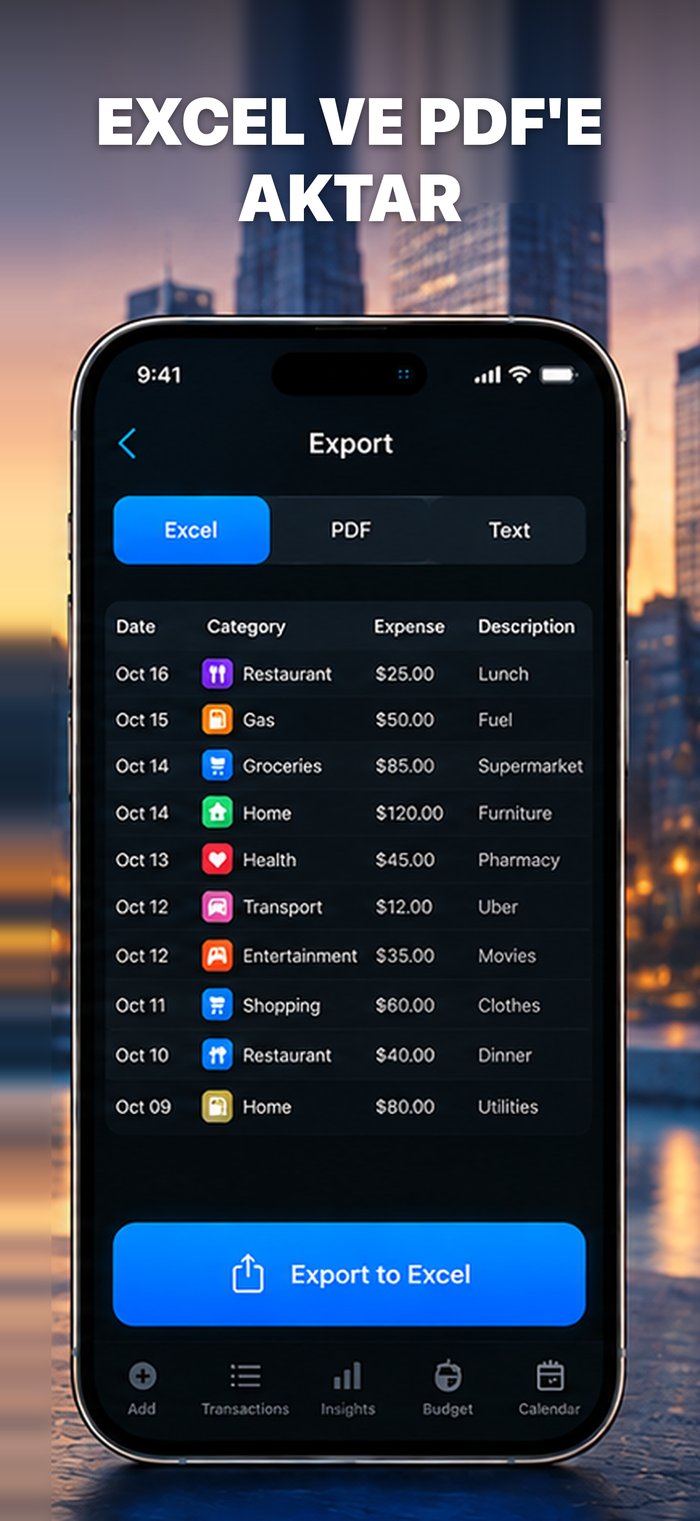 EXCEL VE PDF'E
AKTAR
9:41
Export
Excel PDF Text
Date Category Expense Description
Oct 16 Restaurant $25.00 Lunch
Oct 15 Gas $50.00 Fuel
Oct 14 Groceries $85.00 Supermarket
Oct 14 Home $120.00 Furniture
Oct 13 Health $45.00 Pharmacy
Oct 12 Transport $12.00 Uber
Oct 12 Entertainment $35.00 Movies
Oct 11 Shopping $60.00 Clothes
Oct 10 Restaurant $40.00 Dinner
Oct 09 Home $80.00 Utilities
Export to Excel
Add Transactions Insights Budget Calendar